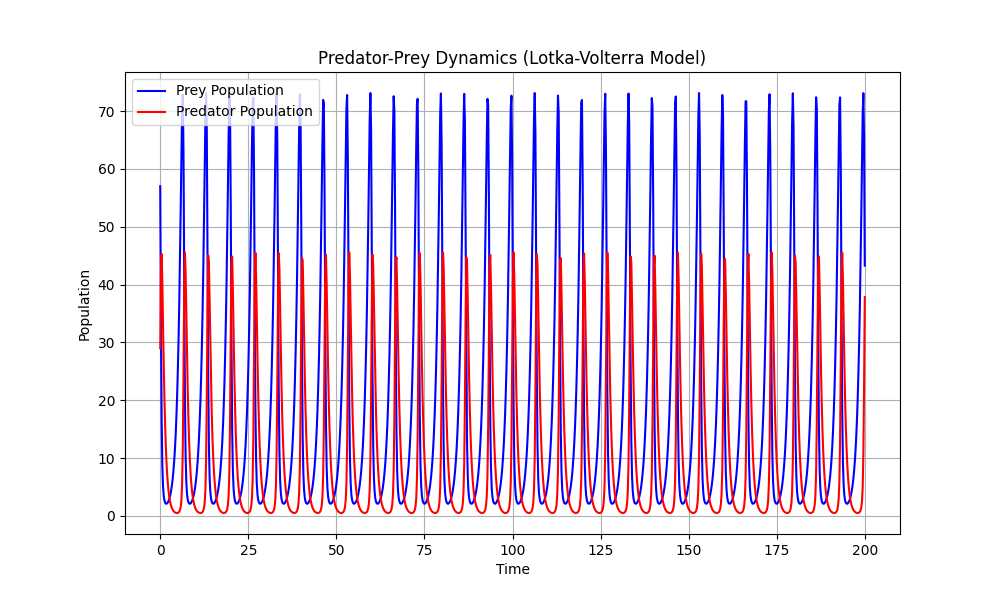 Predator-Prey Dynamics (Lotka-Volterra Model)
Prey Population
Predator Population
Population
70
60
50
40
30
20
10
0
0 25 50 75 100 125 150 175 200
Time